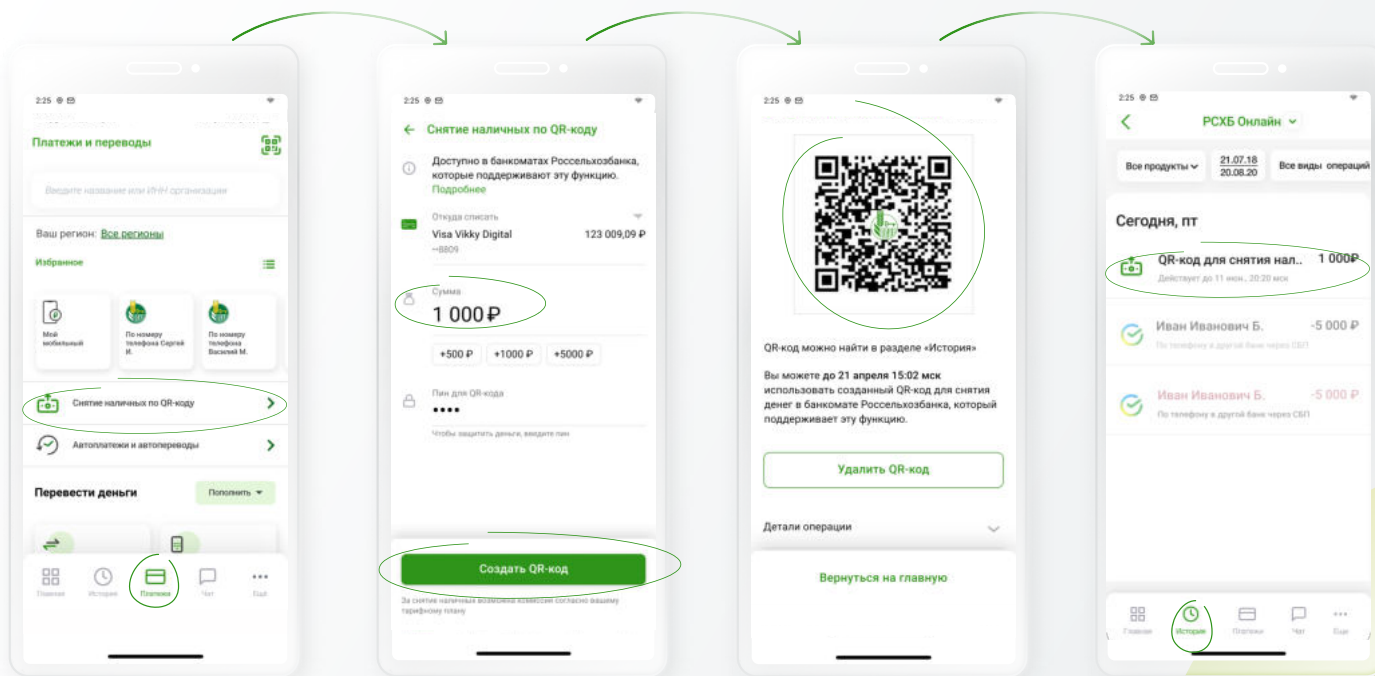 2:25
Платежи и переводы
Введите название или ИНН организации
Ваш регион: Все регионы
Избранное
Мой
мобильный
По номеру
телефона Сергей
И.
По номеру
телефона
Василий М.
Снятие наличных по QR-коду
Автоплатежи и автопереводы
Перевести деньги
Пополнить
Главная
История
Платежи
Чат
Ещё
2:25
Снятие наличных по QR-коду
Доступно в банкоматах Россельхозбанка,
которые поддерживают эту функцию.
Подробнее
Откуда списать
Visa Vikky Digital 123 009,09 ₽
••8809
Сумма
1 000 ₽
+500 ₽ +1000 ₽ +5000 ₽
Пин для QR-кода
••••
Чтобы защитить деньги, введите пин
Создать QR-код
За снятие наличных возможна комиссия согласно вашему
тарифному плану
2:25
QR-код можно найти в разделе «История»
Вы можете до 21 апреля 15:02 мск
использовать созданный QR-код для снятия
денег в банкомате Россельхозбанка, который
поддерживает эту функцию.
Удалить QR-код
Детали операции
Вернуться на главную
2:25
РСХБ Онлайн
Все продукты
21.07.18
20.08.20
Все виды операций
Сегодня, пт
QR-код для снятия нал.. 1 000₽
Действует до 11 июн., 20:20 мск
Иван Иванович Б. -5 000 ₽
По телефону в другой банк через СБП
Иван Иванович Б. -5 000 ₽
По телефону в другой банк через СБП
Главная
История
Платежи
Чат
Еще